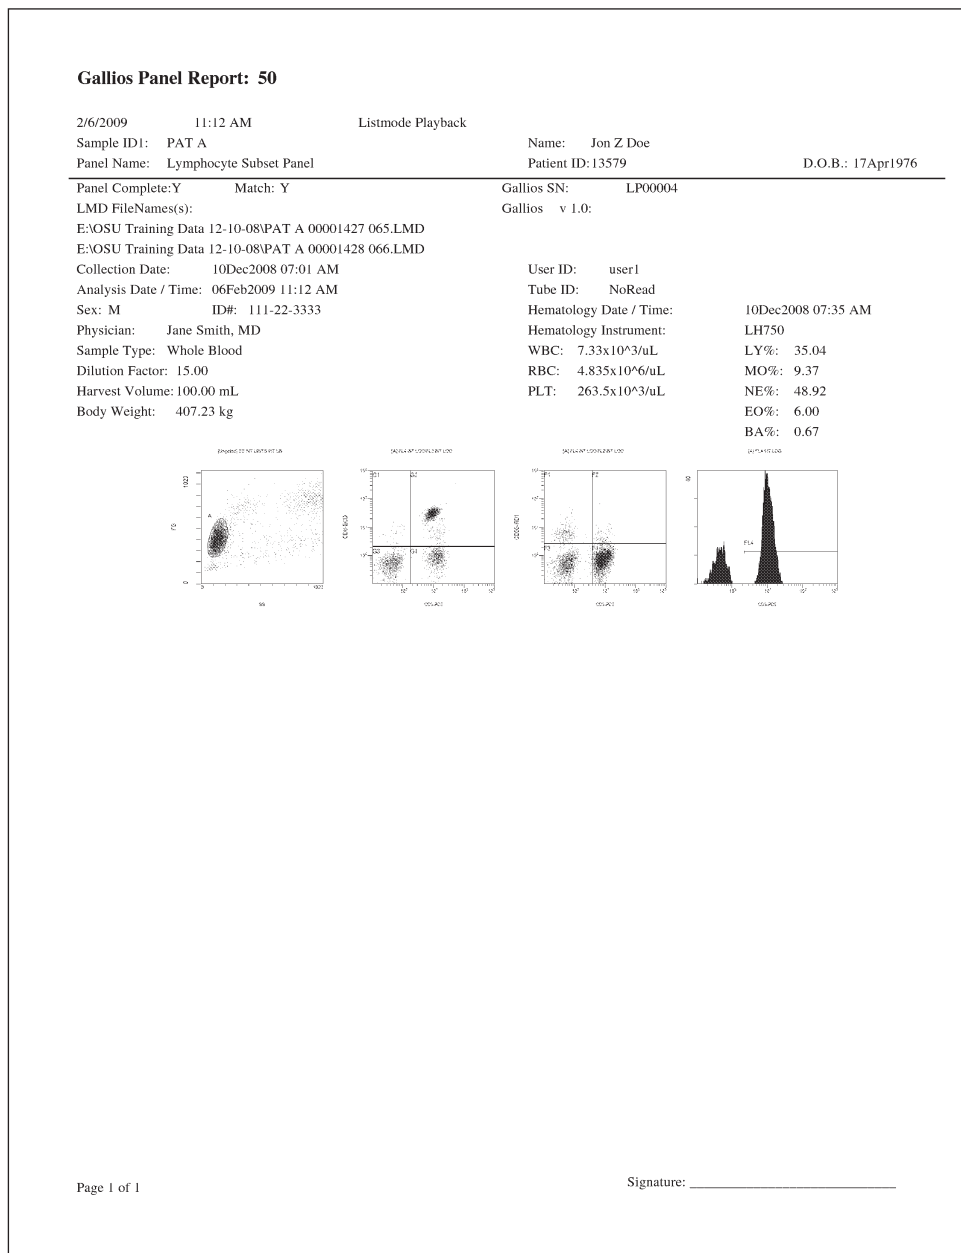 Gallios Panel Report: 50
2/6/2009 11:12 AM Listmode Playback
Sample ID1: PAT A Name: Jon Z Doe
Panel Name: Lymphocyte Subset Panel Patient ID: 13579 D.O.B.: 17Apr1976
Panel Complete:Y Match: Y Gallios SN: LP00004
LMD FileNames(s): Gallios v 1.0:
E:\OSU Training Data 12-10-08\PAT A 00001427 065.LMD
E:\OSU Training Data 12-10-08\PAT A 00001428 066.LMD
Collection Date: 10Dec2008 07:01 AM User ID: user1
Analysis Date / Time: 06Feb2009 11:12 AM Tube ID: NoRead
Sex: M ID#: 111-22-3333 Hematology Date / Time: 10Dec2008 07:35 AM
Physician: Jane Smith, MD Hematology Instrument: LH750
Sample Type: Whole Blood WBC: 7.33x10^3/uL LY%: 35.04
Dilution Factor: 15.00 RBC: 4.835x10^6/uL MO%: 9.37
Harvest Volume: 100.00 mL PLT: 263.5x10^3/uL NE%: 48.92
Body Weight: 407.23 kg EO%: 6.00
BA%: 0.67
Page 1 of 1 Signature: